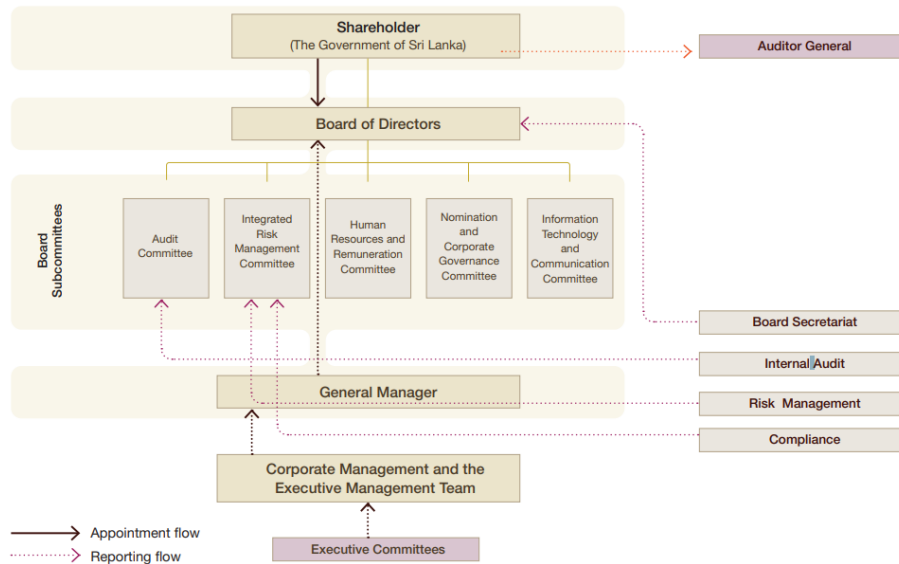 Shareholder
(The Government of Sri Lanka)
Auditor General
Board of Directors
Board
Subcommittees
Audit
Committee
Integrated
Risk
Management
Committee
Human
Resources and
Remuneration
Committee
Nomination
and
Corporate
Governance
Committee
Information
Technology
and
Communication
Committee
Board Secretariat
Internal Audit
General Manager
Risk Management
Compliance
Corporate Management and the
Executive Management Team
Executive Committees
Appointment flow
Reporting flow